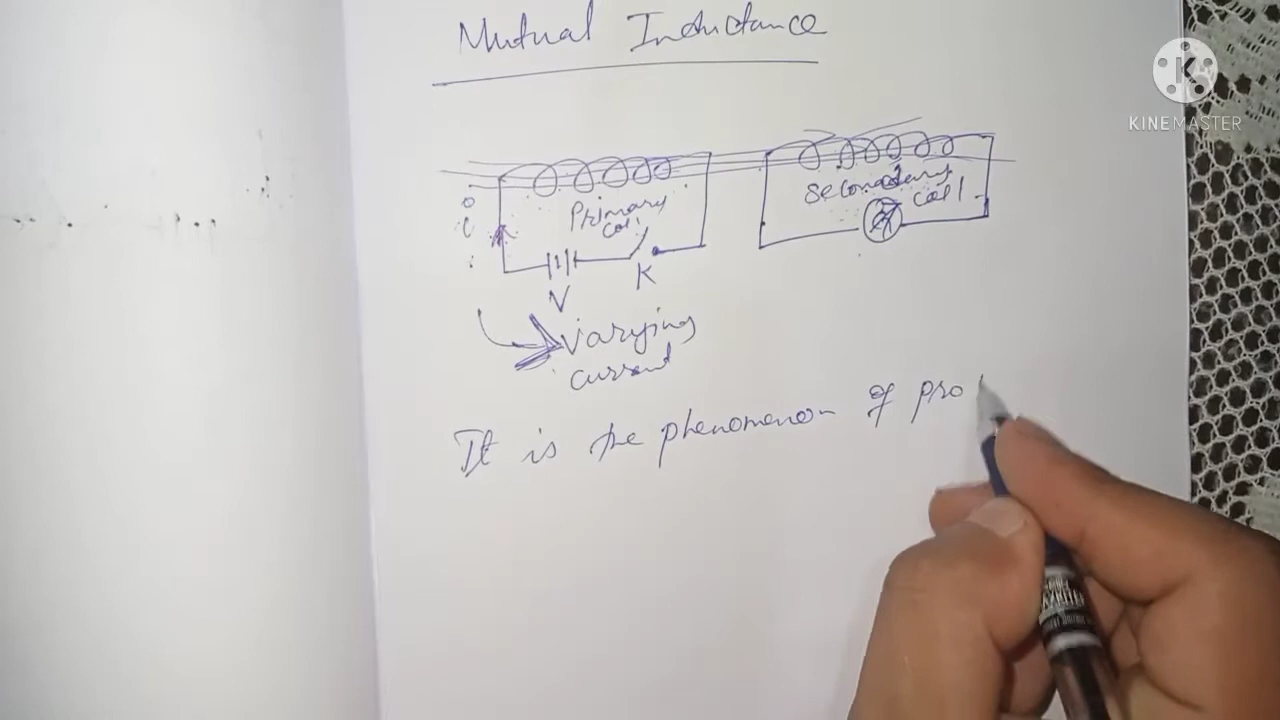 Mutual Inductance
K
KINEMASTER
Primary
coil
Secondary
coil
V
K
Varying
current
It is the phenomenon of pro